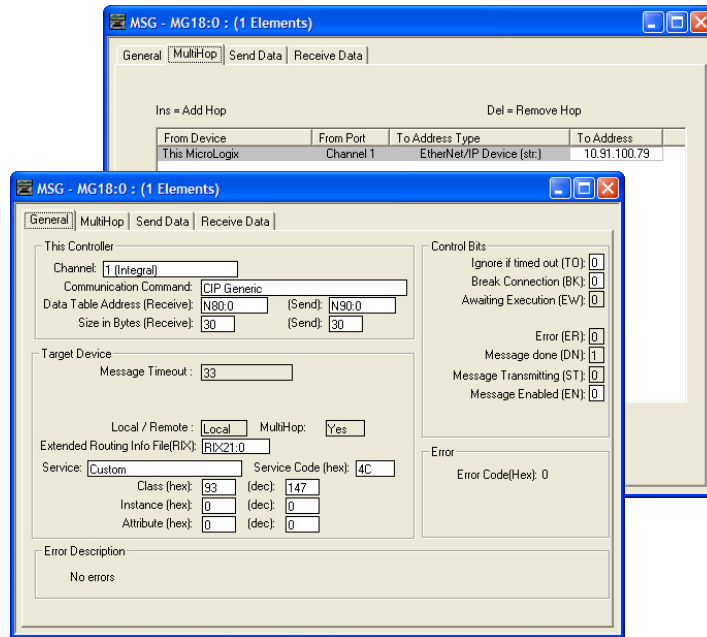 MSG - MG18:0 : (1 Elements)
General MultiHop Send Data Receive Data
Ins = Add Hop Del = Remove Hop
From Device From Port To Address Type To Address
This MicroLogix Channel 1 EtherNet/IP Device (str.) 10.91.100.79
MSG - MG18:0 : (1 Elements)
General MultiHop Send Data Receive Data
This Controller
Channel: 1 (Integral)
Communication Command: CIP Generic
Data Table Address (Receive): N80:0 (Send): N90:0
Size in Bytes (Receive): 30 (Send): 30
Target Device
Message Timeout : 33
Local / Remote : Local MultiHop: Yes
Extended Routing Info File(RIX): RIX21:0
Service: Custom Service Code (hex): 4C
Class (hex): 93 (dec): 147
Instance (hex): 0 (dec): 0
Attribute (hex): 0 (dec): 0
Control Bits
Ignore if timed out (TO): 0
Break Connection (BK): 0
Awaiting Execution (EW): 0
Error (ER): 0
Message done (DN): 1
Message Transmitting (ST): 0
Message Enabled (EN): 0
Error
Error Code(Hex): 0
Error Description
No errors